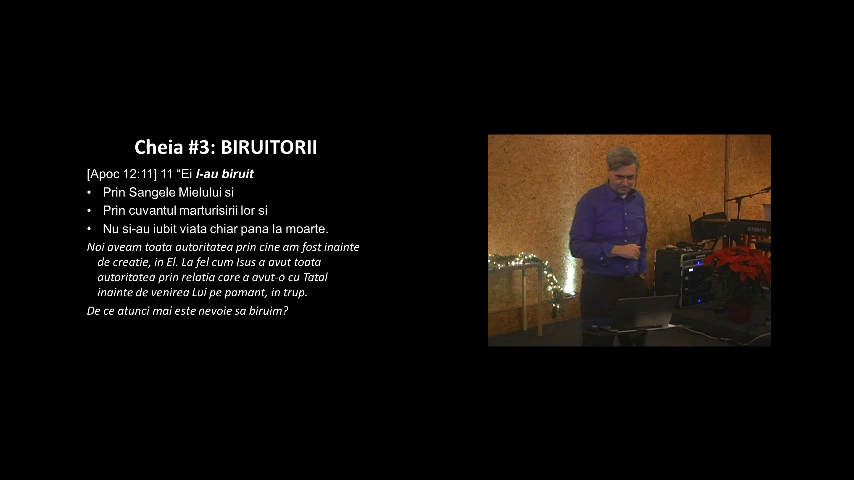 Cheia #3: BIRUITORII
[Apoc 12:11] 11 “Ei l-au biruit
• Prin Sangele Mielului si
• Prin cuvantul marturisirii lor si
• Nu si-au iubit viata chiar pana la moarte.
Noi aveam toata autoritatea prin cine am fost inainte
de creatie, in El. La fel cum Isus a avut toata
autoritatea prin relatia care a avut-o cu Tatal
inainte de venirea Lui pe pamant, in trup.
De ce atunci mai este nevoie sa biruim?